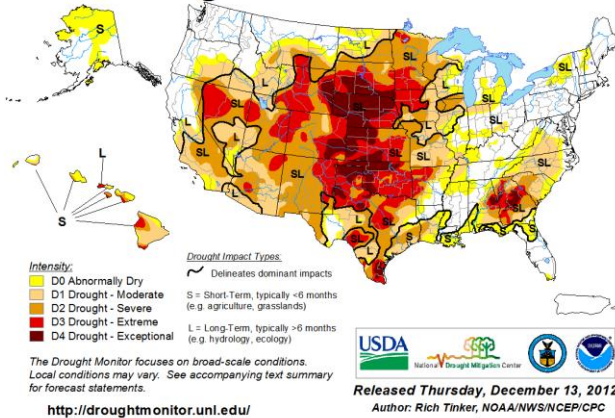 S
L
S
L
L
SL
L
L
SL
L
SL
SL
SL
SL
SL
SL
SL
L
SL
L
SL
S
S
S
Intensity:
D0 Abnormally Dry
D1 Drought - Moderate
D2 Drought - Severe
D3 Drought - Extreme
D4 Drought - Exceptional
Drought Impact Types:
Delineates dominant impacts
S = Short-Term, typically <6 months
(e.g. agriculture, grasslands)
L = Long-Term, typically >6 months
(e.g. hydrology, ecology)
The Drought Monitor focuses on broad-scale conditions.
Local conditions may vary. See accompanying text summary
for forecast statements.
http://droughtmonitor.unl.edu/
USDA
National Drought Mitigation Center
Released Thursday, December 13, 2012
Author: Rich Tinker, NOAA/NWS/NCEP/CPC